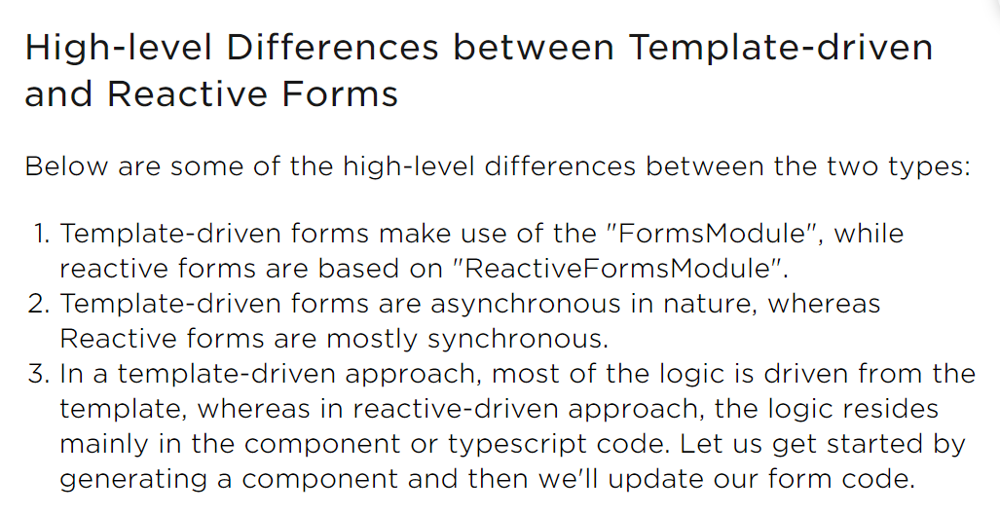 High-level Differences between Template-driven
and Reactive Forms
Below are some of the high-level differences between the two types:
1. Template-driven forms make use of the "FormsModule", while
reactive forms are based on "ReactiveFormsModule".
2. Template-driven forms are asynchronous in nature, whereas
Reactive forms are mostly synchronous.
3. In a template-driven approach, most of the logic is driven from the
template, whereas in reactive-driven approach, the logic resides
mainly in the component or typescript code. Let us get started by
generating a component and then we'll update our form code.